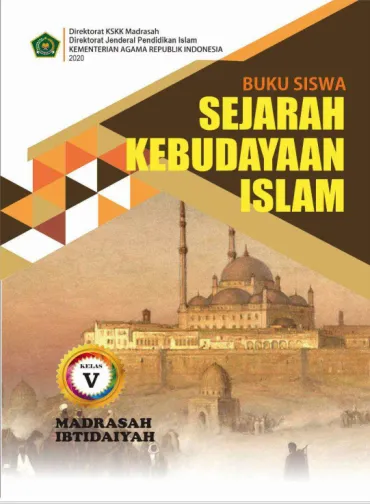 Direktorat KSKK Madrasah
Direktorat Jenderal Pendidikan Islam
KEMENTERIAN AGAMA REPUBLIK INDONESIA
2020
BUKU SISWA
SEJARAH
KEBUDAYAAN
ISLAM
KELAS
V
MADRASAH
IBTIDAIYAH